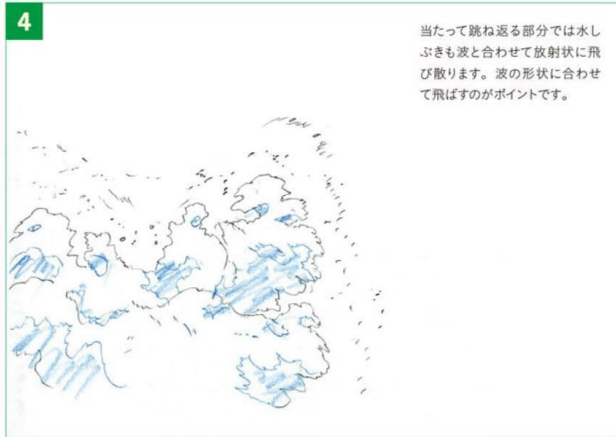 4
当たって跳ね返る部分では水し
ぶきも波と合わせて放射状に飛
び散ります。波の形状に合わせ
て飛ばすのがポイントです。